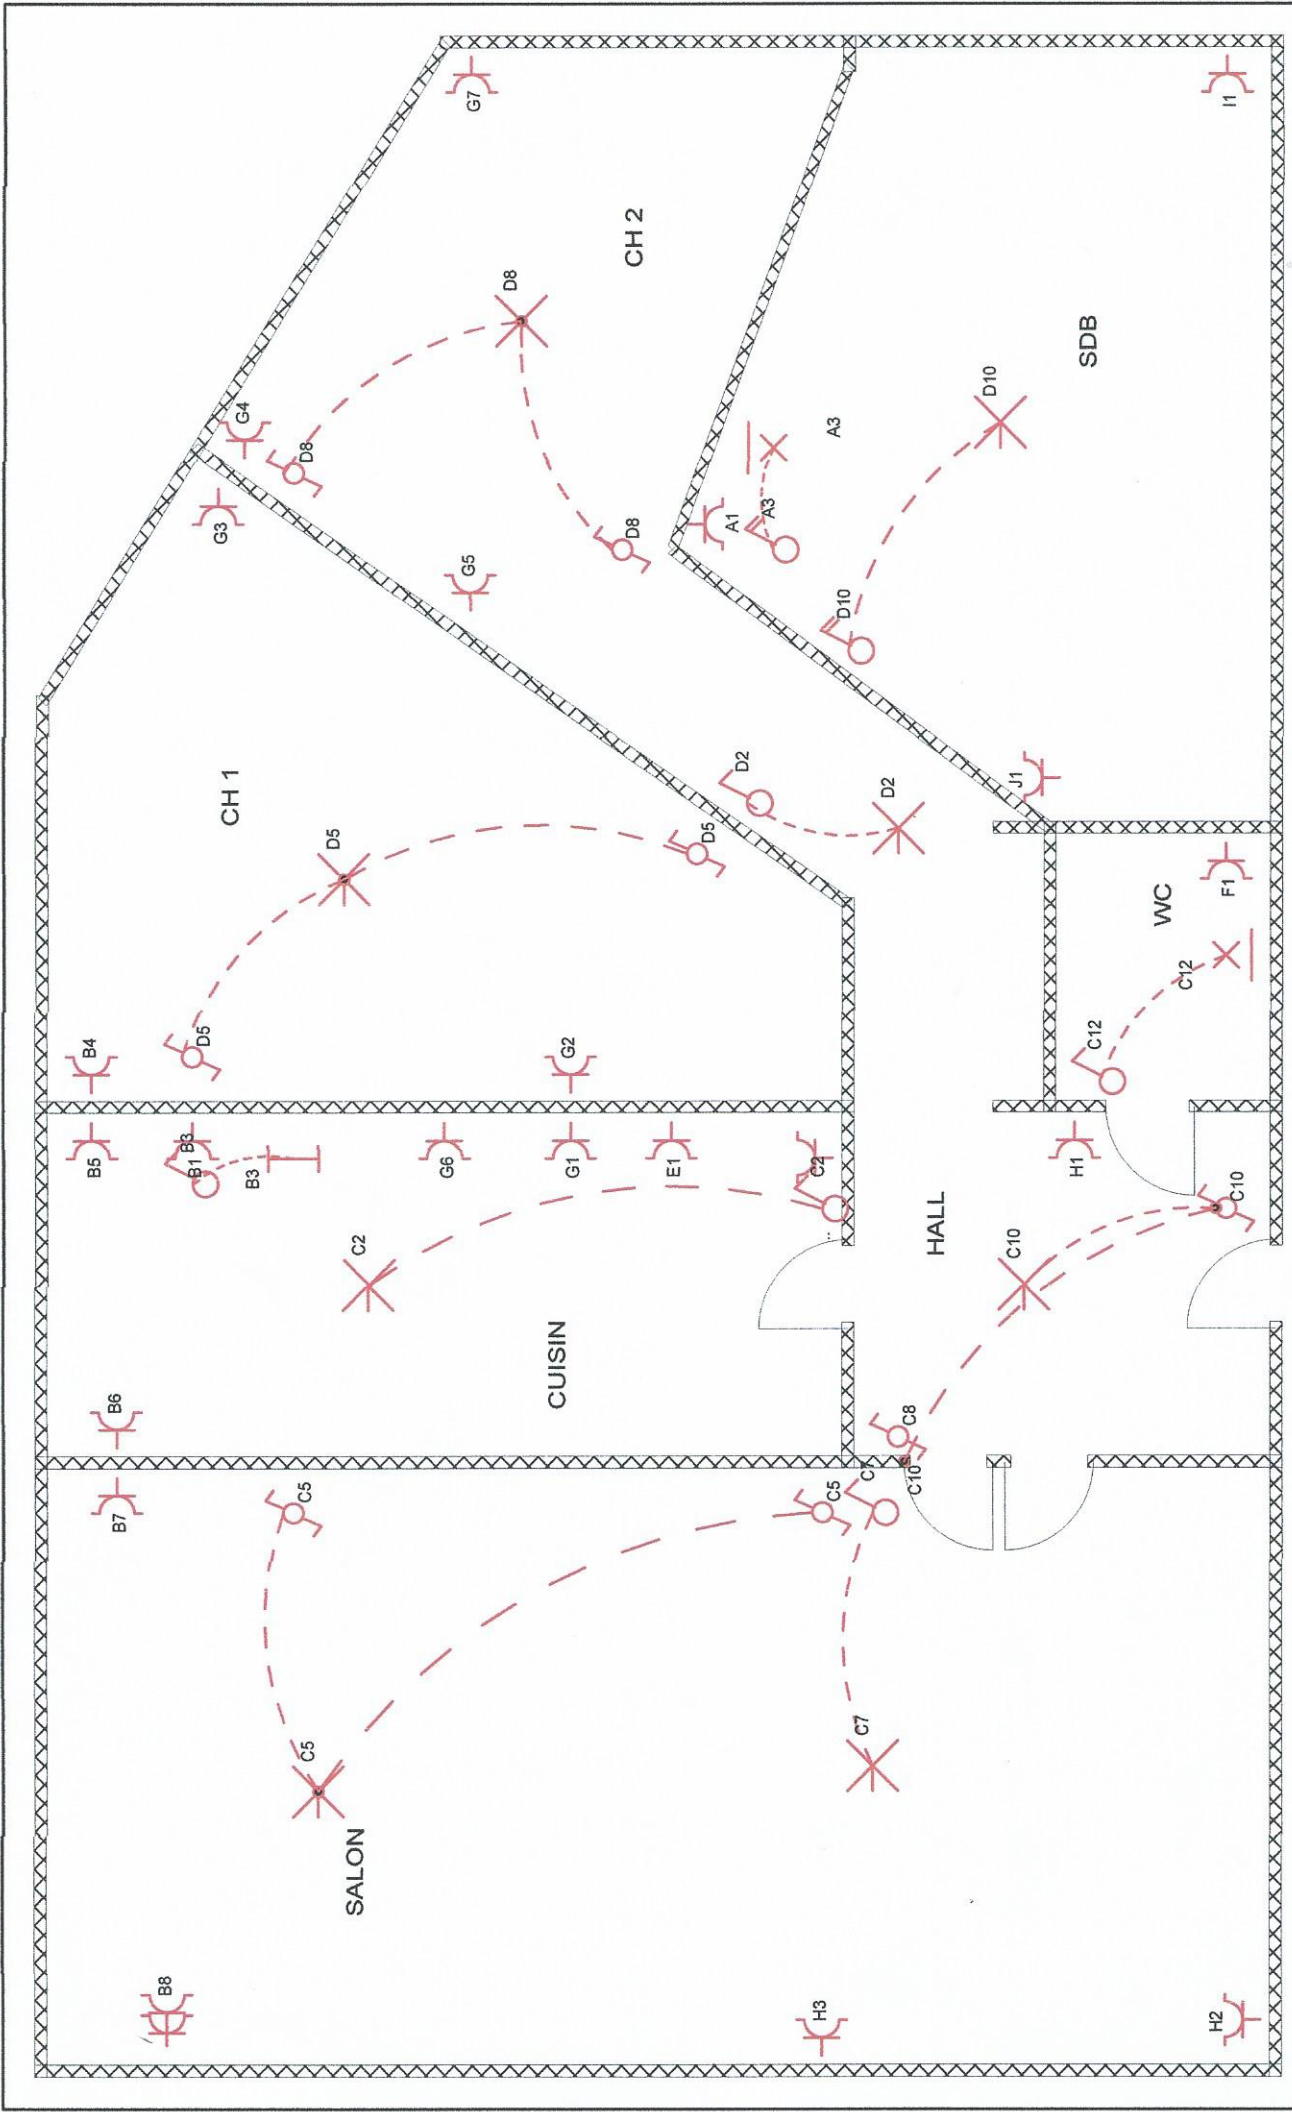 B7
B6
B5
B4
B8
B1
B3
D5
G3
CH 1
G4
B3
C5
C5
D8
SALON
C2
D5
G6
G5
G7
D8
CUISIN
G1
G2
D8
CH 2
E1
D5
D2
A1
A3
H3
C5
C2
D10
A3
C7
C7
D2
C10
C8
HALL
C10
J1
D10
H1
C12
SDB
C12
WC
H2
C10
F1
I1